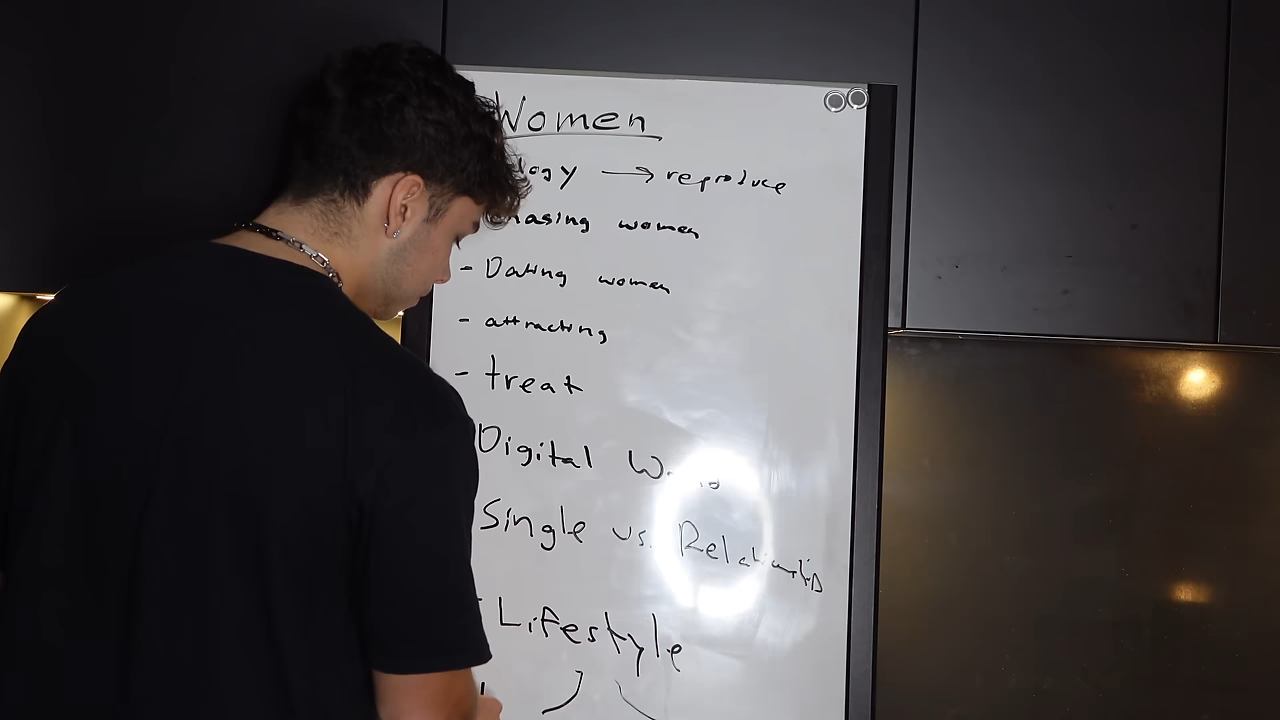 Women
→ reproduce
women
- Dating women
- attracting
- treat
Digital
Single vs. Relationship
Lifestyle